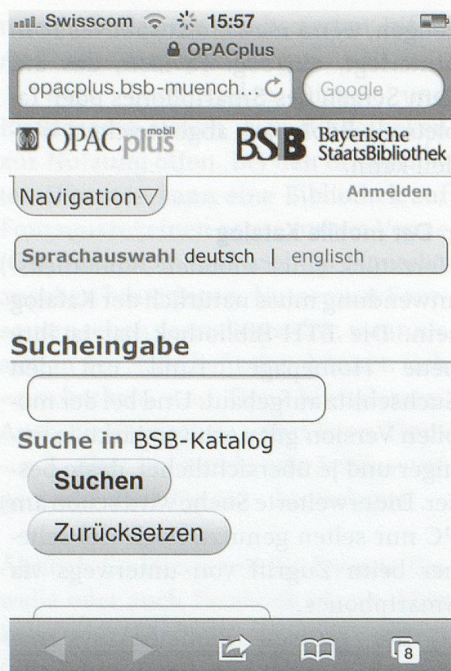 Swisscom 15:57
OPACplus
opacplus.bsb-muench... Google
OPACplus mobil BSB Bayerische StaatsBibliothek
Navigation▽ Anmelden
Sprachauswahl deutsch | englisch
Sucheingabe
Suche in BSB-Katalog
Suchen
Zurücksetzen
8